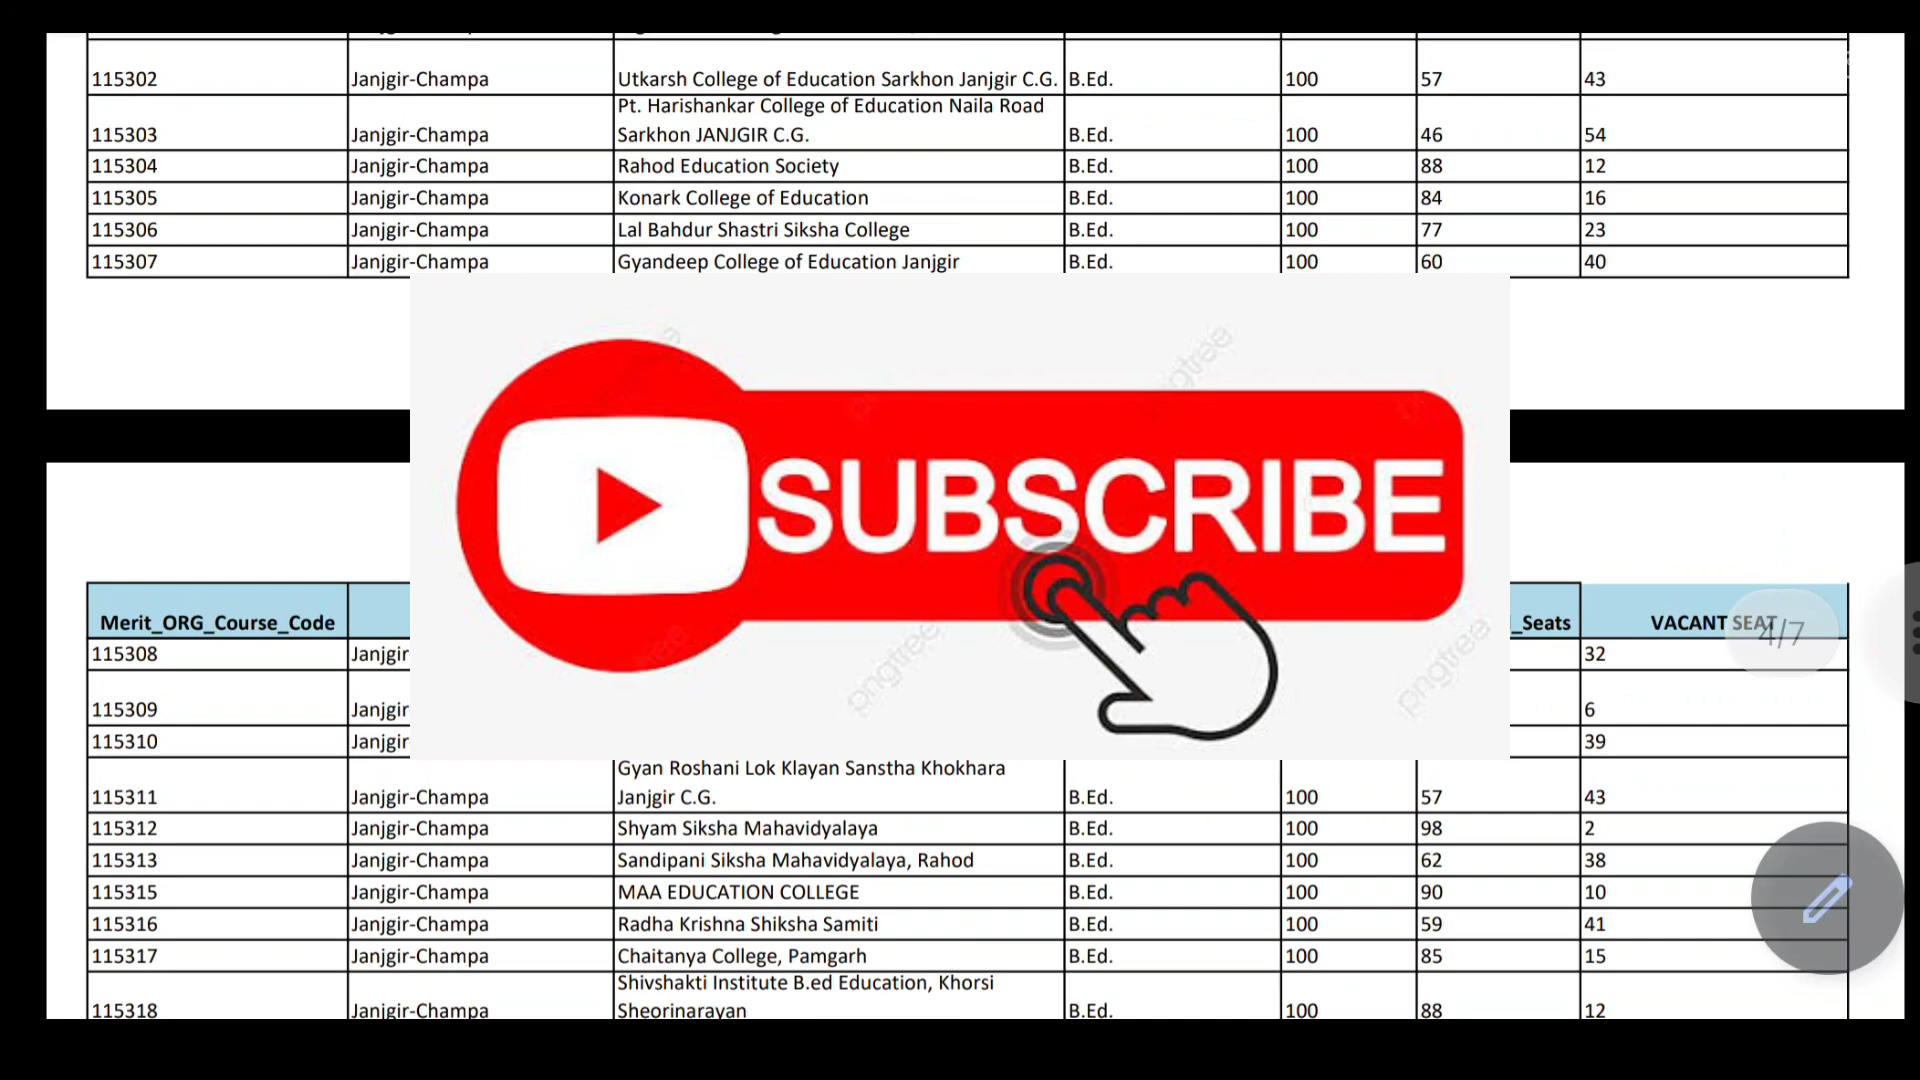 115302 Janjgir-Champa Utkarsh College of Education Sarkhon Janjgir C.G. B.Ed. 100 57 43
Pt. Harishankar College of Education Naila Road
115303 Janjgir-Champa Sarkhon JANJGIR C.G. B.Ed. 100 46 54
115304 Janjgir-Champa Rahod Education Society B.Ed. 100 88 12
115305 Janjgir-Champa Konark College of Education B.Ed. 100 84 16
115306 Janjgir-Champa Lal Bahdur Shastri Siksha College B.Ed. 100 77 23
115307 Janjgir-Champa Gyandeep College of Education Janjgir B.Ed. 100 60 40
pngtree
SUBSCRIBE
Merit_ORG_Course_Code _Seats VACANT SEAT
4/7
115308 Janjgir 32
pngtree pngtree
115309 Janjgir 6
115310 Janjgir 39
Gyan Roshani Lok Klayan Sanstha Khokhara
115311 Janjgir-Champa Janjgir C.G. B.Ed. 100 57 43
115312 Janjgir-Champa Shyam Siksha Mahavidyalaya B.Ed. 100 98 2
115313 Janjgir-Champa Sandipani Siksha Mahavidyalaya, Rahod B.Ed. 100 62 38
115315 Janjgir-Champa MAA EDUCATION COLLEGE B.Ed. 100 90 10
115316 Janjgir-Champa Radha Krishna Shiksha Samiti B.Ed. 100 59 41
115317 Janjgir-Champa Chaitanya College, Pamgarh B.Ed. 100 85 15
Shivshakti Institute B.ed Education, Khorsi
115318 Janjgir-Champa Sheorinarayan B.Ed. 100 88 12